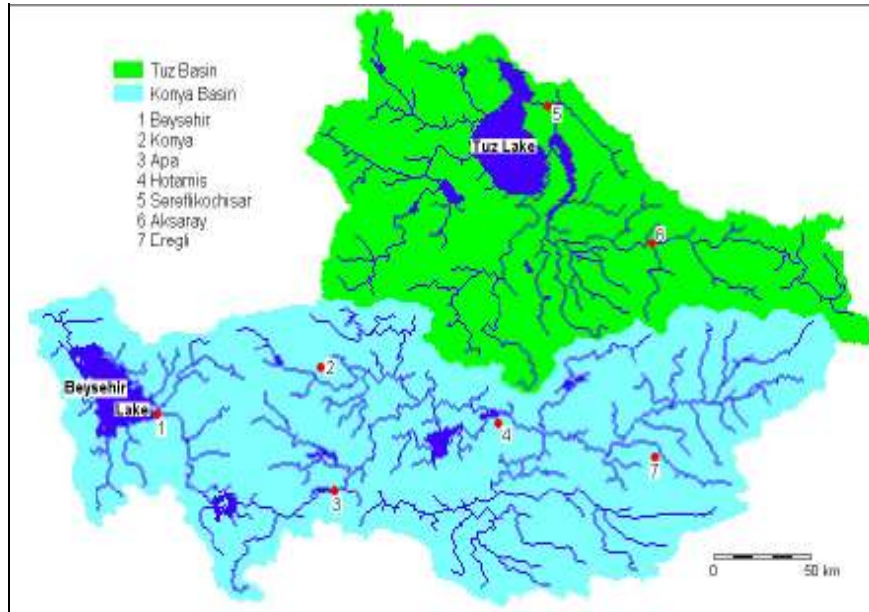 Tuz Basin
Konya Basin
1 Beysehir
2 Konya
3 Apa
4 Hotamis
5 Sereflikochisar
6 Aksaray
7 Eregli
Tuz Lake
5
6
Beysehir
Lake
1
2
3
4
7
0 50 km